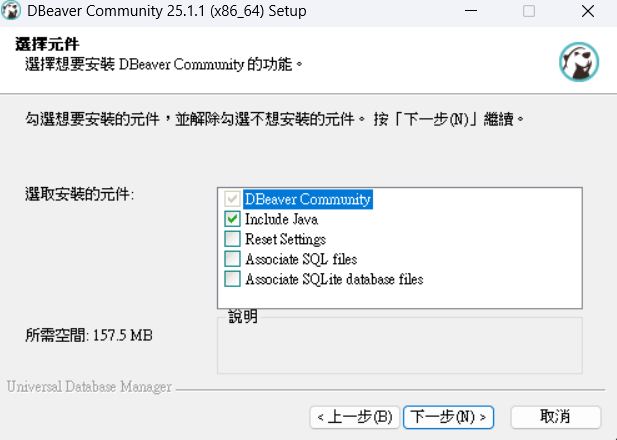 DBeaver Community 25.1.1 (x86_64) Setup
選擇元件
選擇想要安裝 DBeaver Community 的功能。
勾選想要安裝的元件，並解除勾選不想安裝的元件。 按「下一步(N)」繼續。
選取安裝的元件:
DBeaver Community
Include Java
Reset Settings
Associate SQL files
Associate SQLite database files
說明
所需空間: 157.5 MB
Universal Database Manager
< 上一步(B)
下一步(N) >
取消